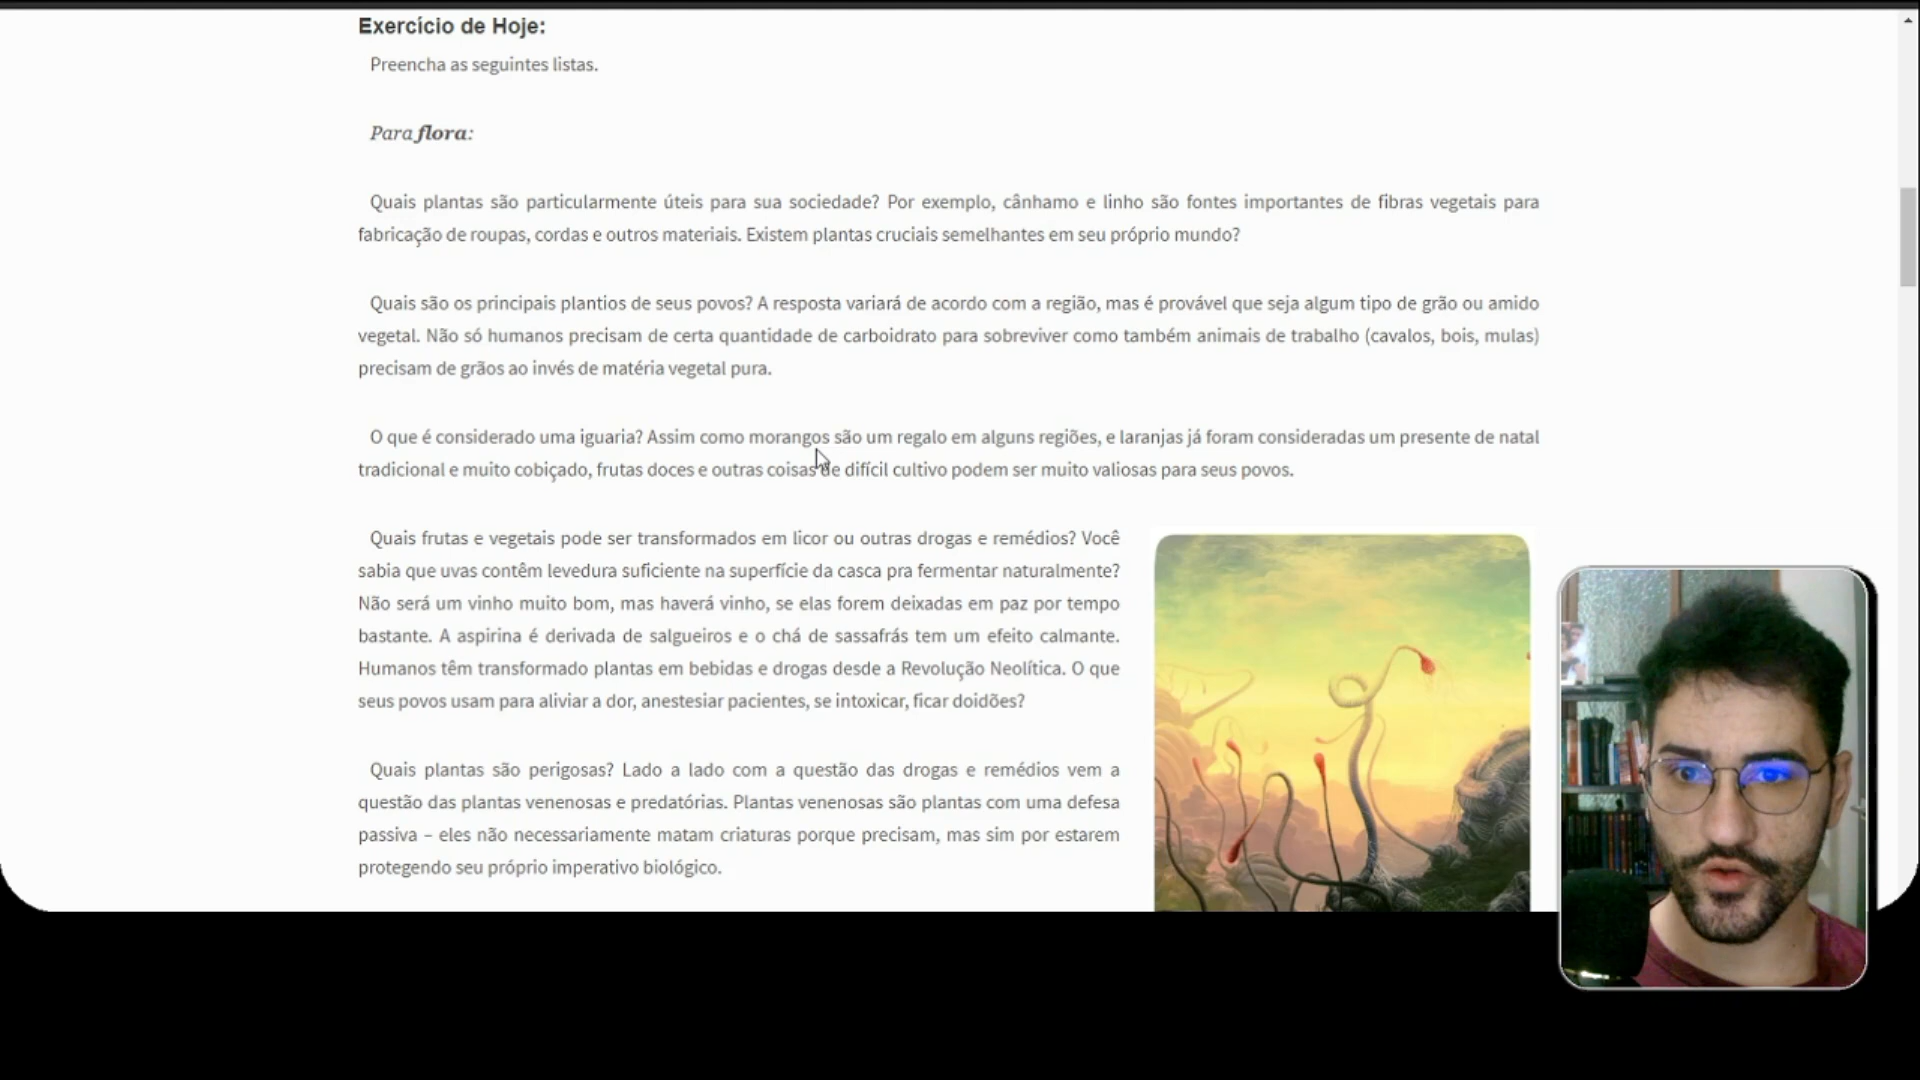 Exercício de Hoje:
Preencha as seguintes listas.
Para flora:
Quais plantas são particularmente úteis para sua sociedade? Por exemplo, cânhamo e linho são fontes importantes de fibras vegetais para
fabricação de roupas, cordas e outros materiais. Existem plantas cruciais semelhantes em seu próprio mundo?
Quais são os principais plantios de seus povos? A resposta variará de acordo com a região, mas é provável que seja algum tipo de grão ou amido
vegetal. Não só humanos precisam de certa quantidade de carboidrato para sobreviver como também animais de trabalho (cavalos, bois, mulas)
precisam de grãos ao invés de matéria vegetal pura.
O que é considerado uma iguaria? Assim como morangos são um regalo em alguns regiões, e laranjas já foram consideradas um presente de natal
tradicional e muito cobiçado, frutas doces e outras coisas de difícil cultivo podem ser muito valiosas para seus povos.
Quais frutas e vegetais pode ser transformados em licor ou outras drogas e remédios? Você
sabia que uvas contêm levedura suficiente na superfície da casca pra fermentar naturalmente?
Não será um vinho muito bom, mas haverá vinho, se elas forem deixadas em paz por tempo
bastante. A aspirina é derivada de salgueiros e o chá de sassafrás tem um efeito calmante.
Humanos têm transformado plantas em bebidas e drogas desde a Revolução Neolítica. O que
seus povos usam para aliviar a dor, anestesiar pacientes, se intoxicar, ficar doidões?
Quais plantas são perigosas? Lado a lado com a questão das drogas e remédios vem a
questão das plantas venenosas e predatórias. Plantas venenosas são plantas com uma defesa
passiva – eles não necessariamente matam criaturas porque precisam, mas sim por estarem
protegendo seu próprio imperativo biológico.